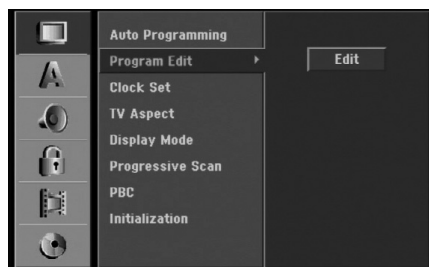 Auto Programming
Program Edit
Edit
Clock Set
TV Aspect
Display Mode
Progressive Scan
PBC
Initialization
A